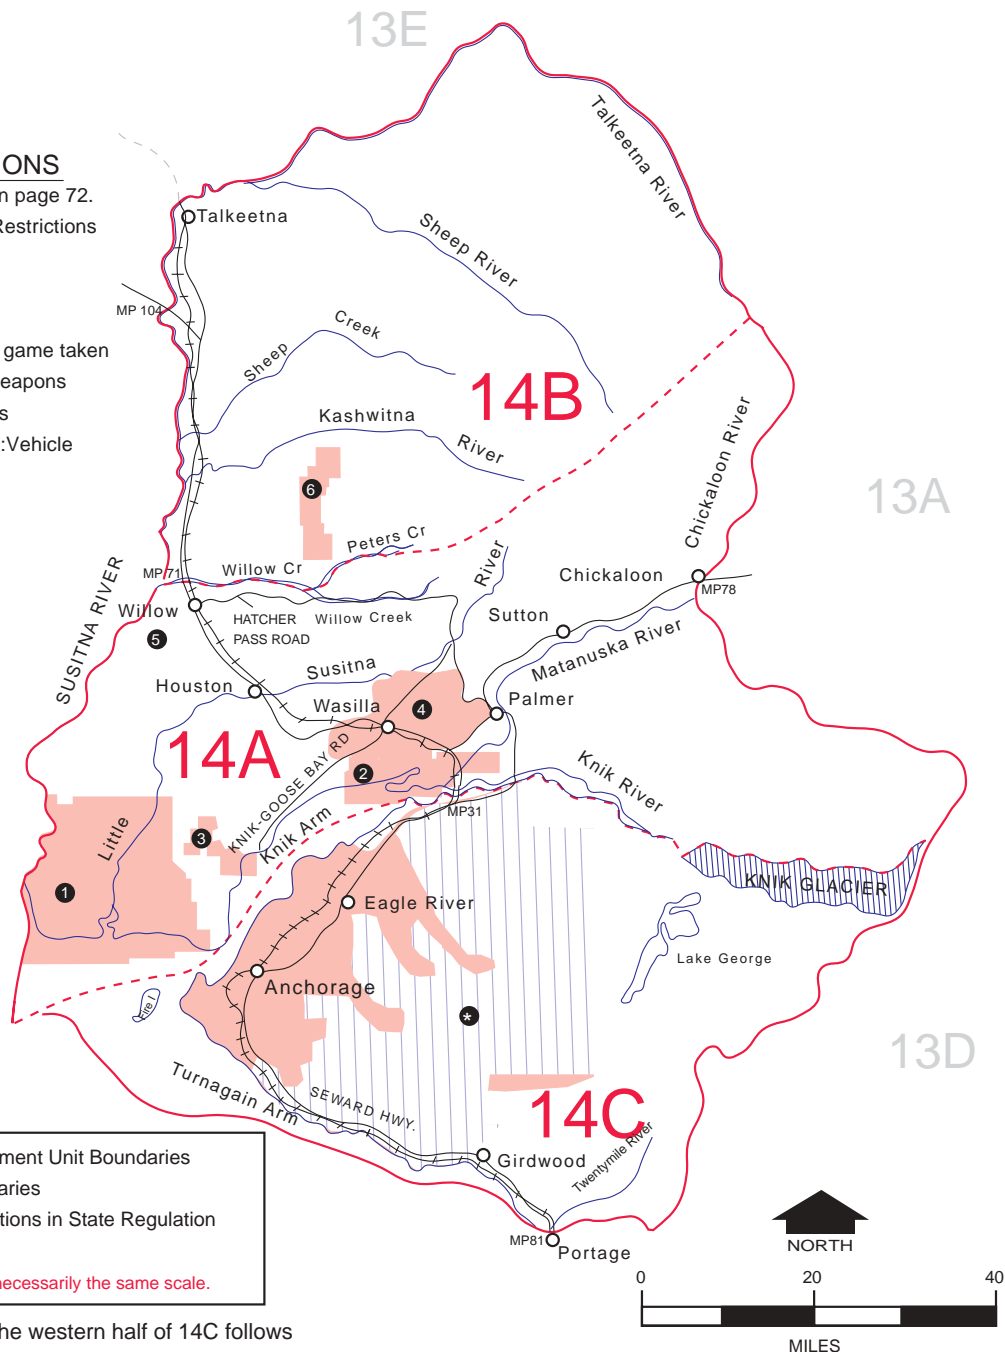 13E
IONS
n page 72.
Restrictions
game taken
eapons
s
:Vehicle
Talkeetna
Talkeetna River
Sheep River
MP 104
Sheep Creek
14B
Kashwitna River
Chickaloon River
13A
6
Peters Cr
MP 71
Willow Cr
River
Chickaloon
MP78
Willow
HATCHER
PASS ROAD
Willow Creek
Sutton
Matanuska River
5
SUSITNA RIVER
Susitna
Houston
Wasilla
4
Palmer
14A
KNIK-GOOSE BAY RD
2
Knik River
MP31
Knik Arm
Little
3
1
KNIK GLACIER
Eagle River
Lake George
Anchorage
Fire I
*
13D
Turnagain Arm
SEWARD HWY.
14C
Twentymile River
Girdwood
MP81
Portage
ment Unit Boundaries
aries
tions in State Regulation
necessarily the same scale.
he western half of 14C follows
NORTH
0 20 40
MILES